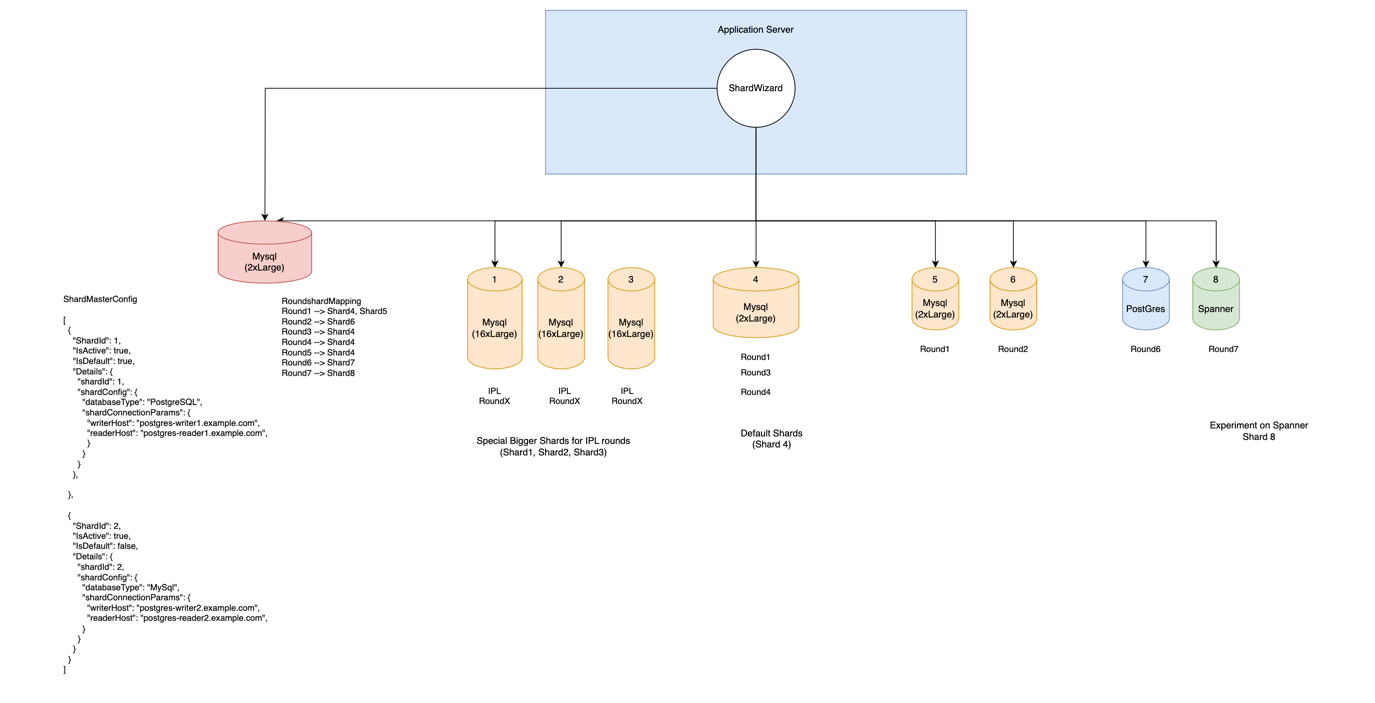 Application Server
ShardWizard
Mysql
(2xLarge)
1
Mysql
(16xLarge)
2
Mysql
(16xLarge)
3
Mysql
(16xLarge)
4
Mysql
(2xLarge)
5
Mysql
(2xLarge)
6
Mysql
(2xLarge)
7
PostGres
8
Spanner
IPL
RoundX
IPL
RoundX
IPL
RoundX
Special Bigger Shards for IPL rounds
(Shard1, Shard2, Shard3)
Round1
Round3
Round4
Default Shards
(Shard 4)
Round1
Round2
Round6
Round7
Experiment on Spanner
Shard 8
RoundshardMapping
Round1 --> Shard4, Shard5
Round2 --> Shard6
Round3 --> Shard4
Round4 --> Shard4
Round5 --> Shard4
Round6 --> Shard7
Round7 --> Shard8
ShardMasterConfig
[
{
"ShardId": 1,
"IsActive": true,
"IsDefault": true,
"Details": {
"shardId": 1,
"shardConfig": {
"databaseType": "PostgreSQL",
"shardConnectionParams": {
"writerHost": "postgres-writer1.example.com",
"readerHost": "postgres-reader1.example.com",
}
}
}
},
},
{
"ShardId": 2,
"IsActive": true,
"IsDefault": false,
"Details": {
"shardId": 2,
"shardConfig": {
"databaseType": "MySql",
"shardConnectionParams": {
"writerHost": "postgres-writer2.example.com",
"readerHost": "postgres-reader2.example.com",
}
}
}
}
]